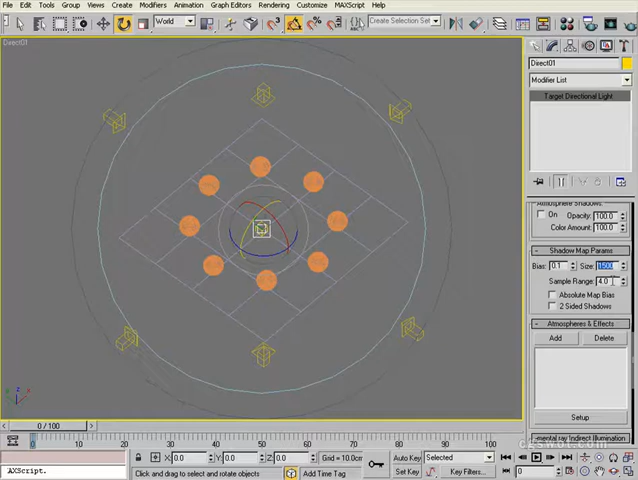 File Edit Tools Group Views Create Modifiers Animation Graph Editors Rendering Customize MAXScript Help
World
Create Selection Set
Direct01
Direct01
Modifier List
Target Directional Light
Atmosphere Shadows:
On Opacity: 100.0
Color Amount: 100.0
Shadow Map Params
Bias: 0.1 Size: 1500
Sample Range: 4.0
Absolute Map Bias
2 Sided Shadows
Atmospheres & Effects
Add Delete
Setup
mental ray Indirect Illumination
0 / 100
0 10 20 30 40 50 60 70 80 90 100
X: 0.0 Y: 0.0 Z: 0.0 Grid = 10.0cm Auto Key Selected
AXScript. Click and drag to select and rotate objects Add Time Tag Set Key Key Filters... 0